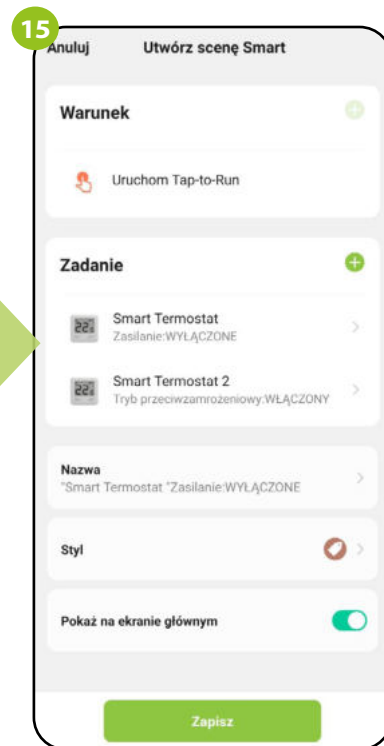 15
Anuluj Utwórz scenę Smart
Warunek
Uruchom Tap-to-Run
Zadanie
Smart Termostat
Zasilanie:WYŁĄCZONE
Smart Termostat 2
Tryb przeciwzamrożeniowy:WŁĄCZONY
Nazwa
"Smart Termostat "Zasilanie:WYŁĄCZONE
Styl
Pokaż na ekranie głównym
Zapisz